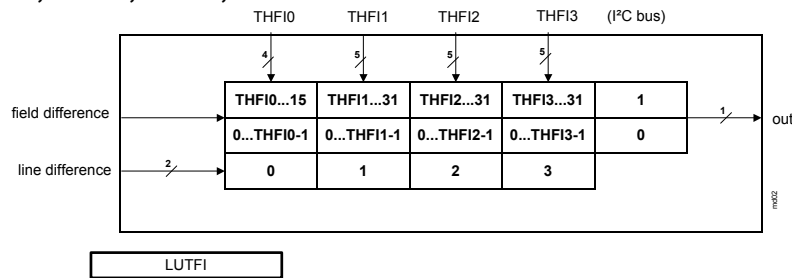 THFI0 THFI1 THFI2 THFI3 (I²C bus)
4 5 5 5
THFI0...15 THFI1...31 THFI2...31 THFI3...31 1
field difference 1 out
0...THFI0-1 0...THFI1-1 0...THFI2-1 0...THFI3-1 0
line difference 2 0 1 2 3
md02
LUTFI